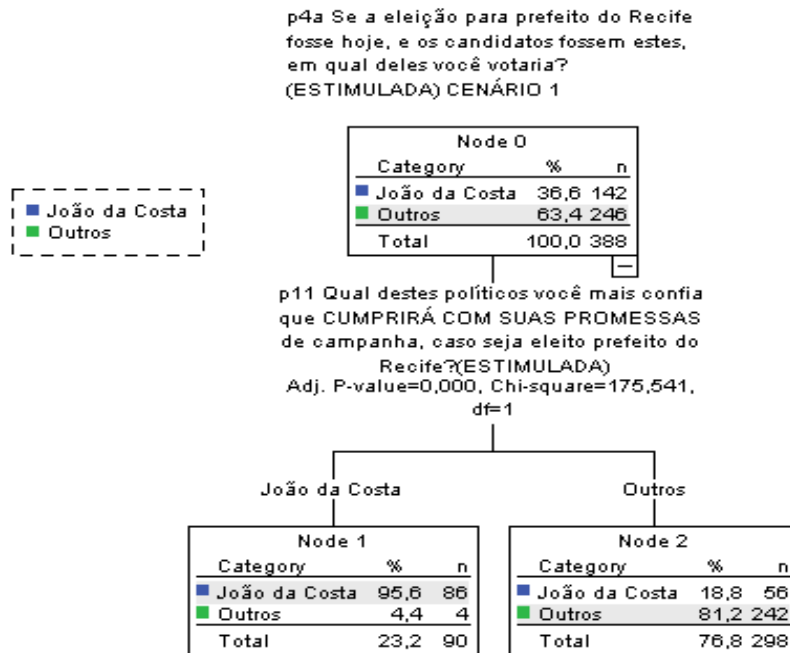 p4a Se a eleição para prefeito do Recife
fosse hoje, e os candidatos fossem estes,
em qual deles você votaria?
(ESTIMULADA) CENÁRIO 1
João da Costa
Outros
Node 0
Category % n
João da Costa 36,6 142
Outros 63,4 246
Total 100,0 388
p11 Qual destes políticos você mais confia
que CUMPRIRÁ COM SUAS PROMESSAS
de campanha, caso seja eleito prefeito do
Recife?(ESTIMULADA)
Adj. P-value=0,000, Chi-square=175,541,
df=1
João da Costa
Outros
Node 1
Category % n
João da Costa 95,6 86
Outros 4,4 4
Total 23,2 90
Node 2
Category % n
João da Costa 18,8 56
Outros 81,2 242
Total 76,8 298